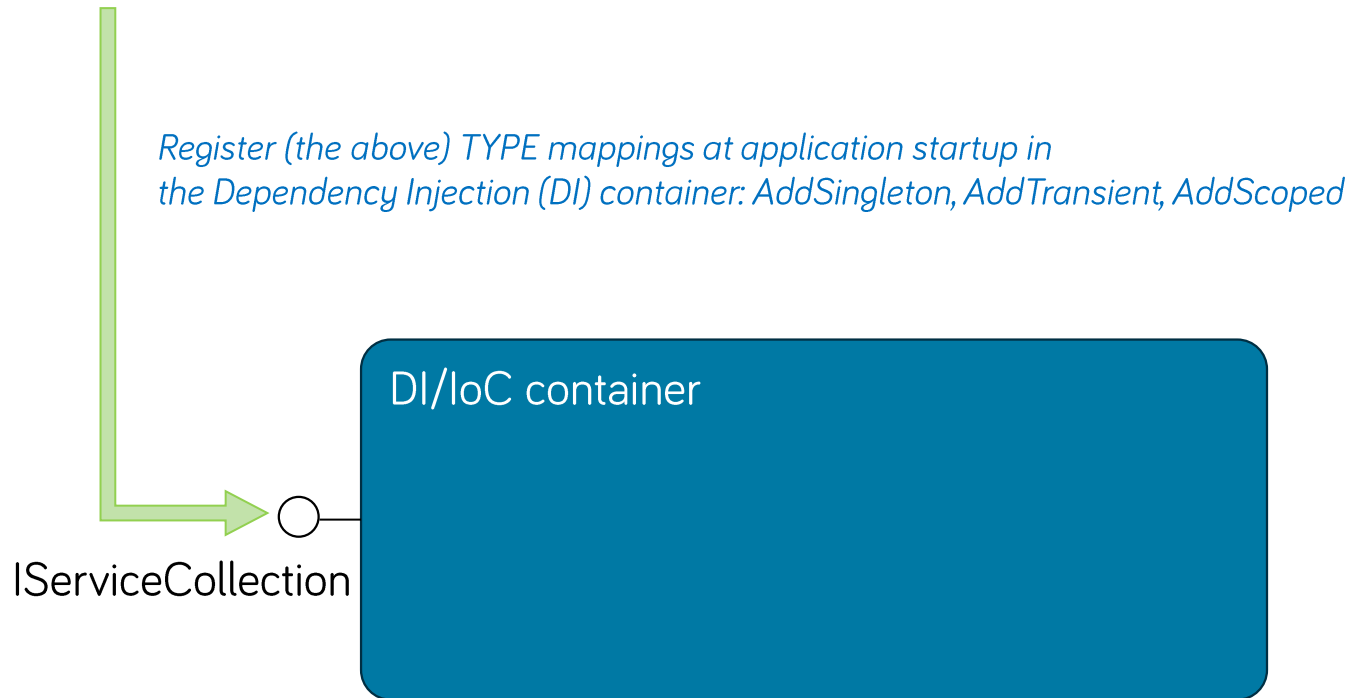 Register (the above) TYPE mappings at application startup in
the Dependency Injection (DI) container: AddSingleton, AddTransient, AddScoped
DI/IoC container
IServiceCollection